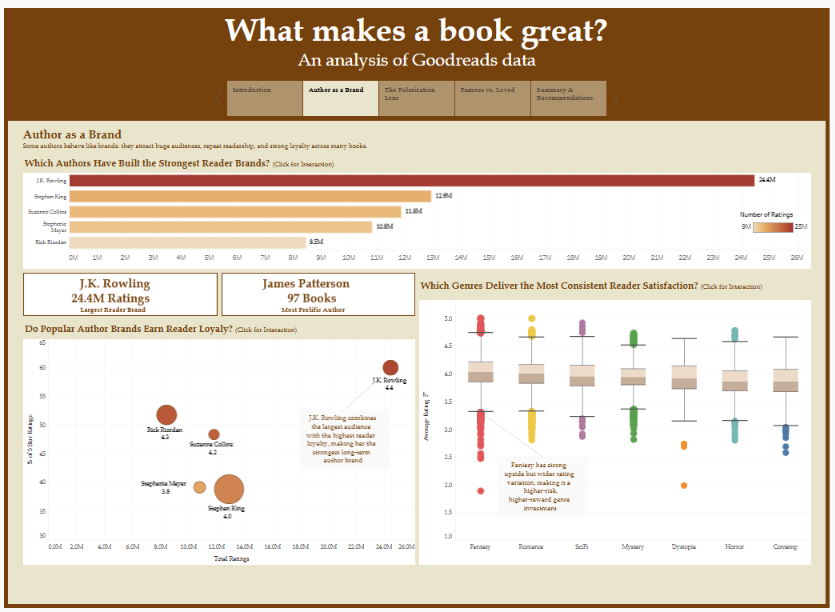 What makes a book great?
An analysis of Goodreads data
Introduction
Author as a Brand
The Polarization
Lens
Famous vs. Loved
Summary &
Recommendations
Author as a Brand
Some authors behave like brands: they attract huge audiences, repeat readership, and strong loyalty across many books.
Which Authors Have Built the Strongest Reader Brands? (Click for Interaction)
J.K. Rowling
24.4M
Stephen King
12.9M
Suzanne Collins
11.8M
Stephenie
Meyer
10.8M
Rick Riordan
8.5M
Number of Ratings
9M
25M
0M 1M 2M 3M 4M 5M 6M 7M 8M 9M 10M 11M 12M 13M 14M 15M 16M 17M 18M 19M 20M 21M 22M 23M 24M 25M 26M
J.K. Rowling
24.4M Ratings
Largest Reader Brand
James Patterson
97 Books
Most Prolific Author
Do Popular Author Brands Earn Reader Loyaly? (Click for Interaction)
65
60
55
50
45
40
35
30
% of 5 Star Ratings
J.K. Rowling
4.4
Rick Riordan
4.3
Suzanne Collins
4.2
Stephenie Meyer
3.8
Stephen King
4.0
J.K. Rowling combines
the largest audience
with the highest reader
loyalty, making her the
strongest long-term
author brand
0.0M 2.0M 4.0M 6.0M 8.0M 10.0M 12.0M 14.0M 16.0M 18.0M 20.0M 22.0M 24.0M 26.0M
Total Ratings
Which Genres Deliver the Most Consistent Reader Satisfaction? (Click for Interaction)
5.0
4.5
4.0
3.5
3.0
2.5
2.0
1.5
1.0
Average Rating
Fantasy has strong
upside but wider rating
variation, making it a
higher-risk,
higher-reward genre
investment
Fantasy
Romance
SciFi
Mystery
Dystopia
Horror
Contemp